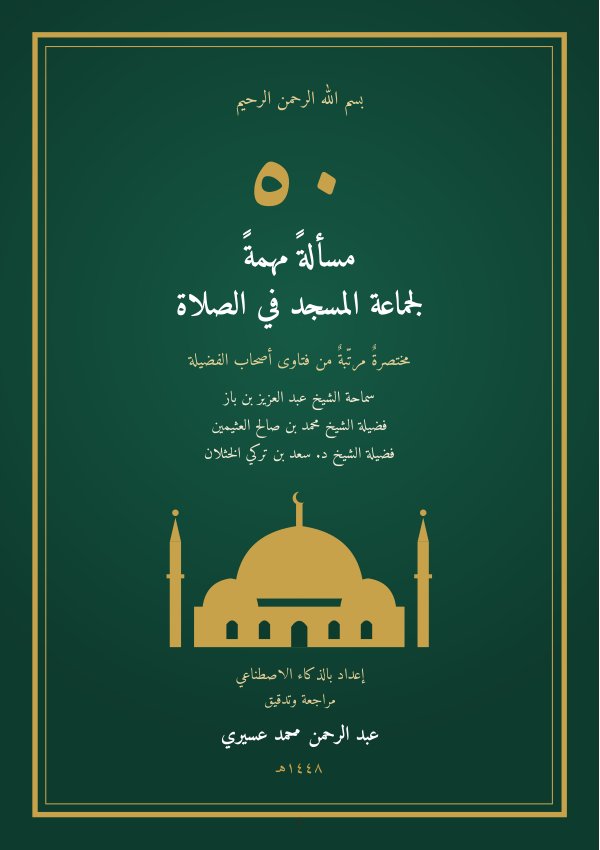 بسم الله الرحمن الرحيم
٥٠
مسألةً مهمةً
لجماعة المسجد في الصلاة
مختصرةٌ مرتّبةٌ من فتاوى أصحاب الفضيلة
سماحة الشيخ عبد العزيز بن باز
فضيلة الشيخ محمد بن صالح العثيمين
فضيلة الشيخ د. سعد بن تركي الخثلان
إعداد بالذكاء الاصطناعي
مراجعة وتدقيق
عبد الرحمن محمد عسيري
١٤٤٨هـ